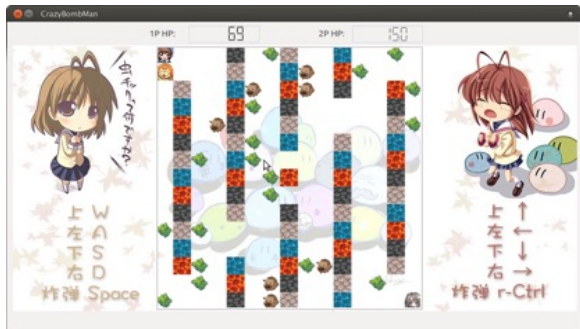 CrazyBombMan
1P HP: 69
2P HP: 150
上 W
左 A
下 S
右 D
炸弹 Space
上 ↑
左 ←
下 ↓
右 →
炸弹 r-Ctrl